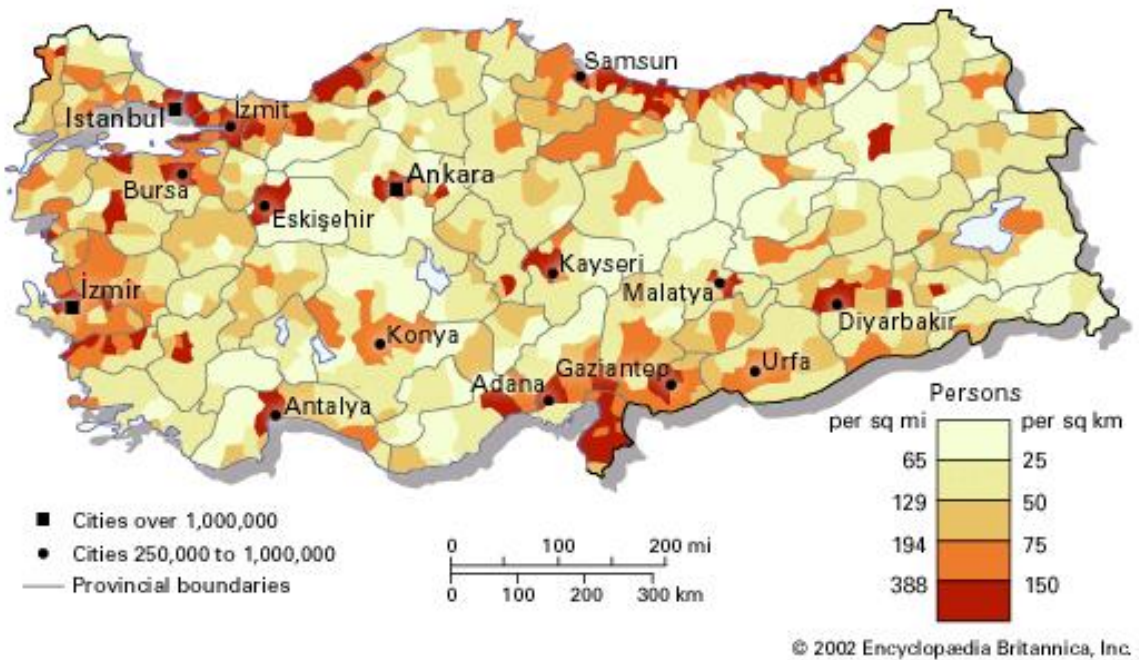 Samsun
Istanbul
İzmit
Bursa
Ankara
Eskişehir
Kayseri
İzmir
Malatya
Diyarbakır
Konya
Gaziantep
Urfa
Adana
Antalya
Persons
per sq mi
per sq km
65
25
129
50
194
75
388
150
Cities over 1,000,000
Cities 250,000 to 1,000,000
Provincial boundaries
0 100 200 mi
0 100 200 300 km
© 2002 Encyclopædia Britannica, Inc.